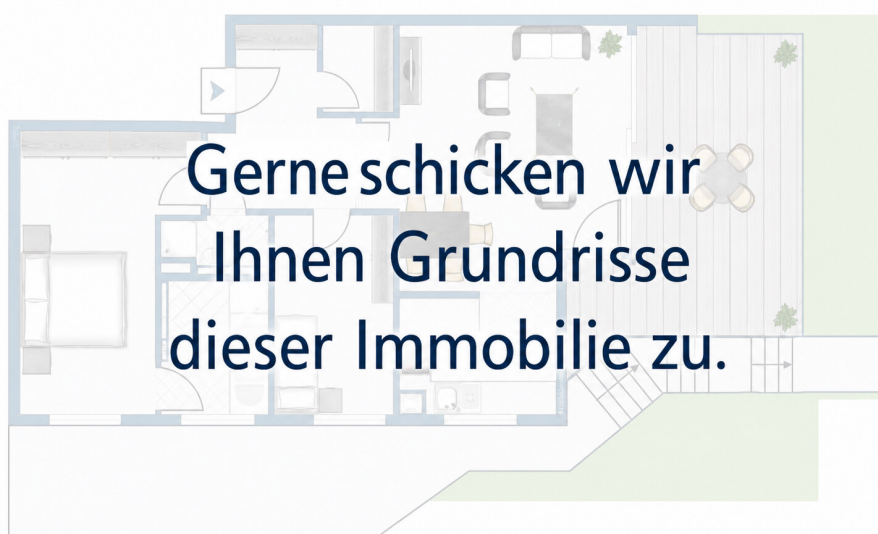 Gerne schicken wir
Ihnen Grundrisse
dieser Immobilie zu.